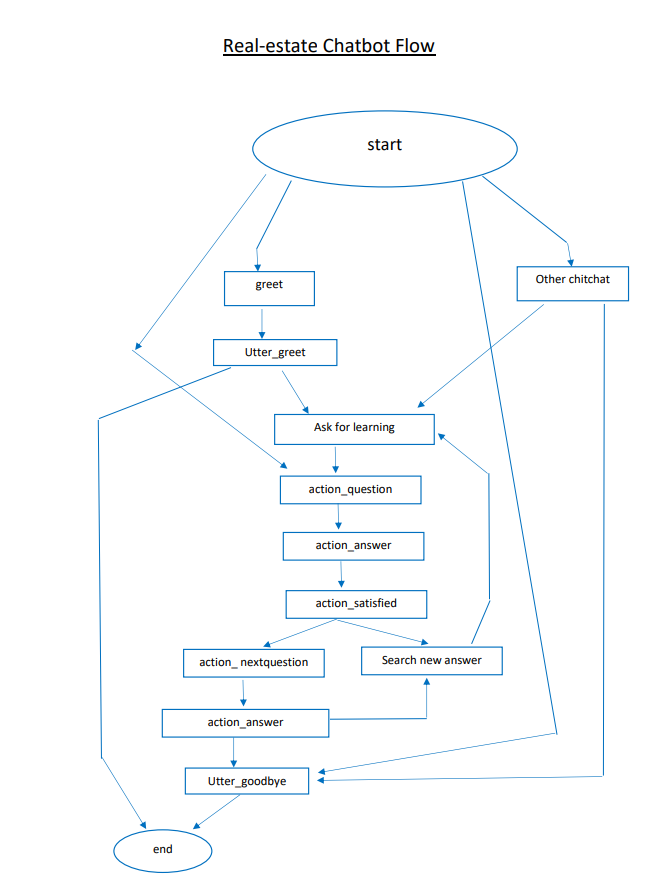 Real-estate Chatbot Flow
start
greet
Other chitchat
Utter_greet
Ask for learning
action_question
action_answer
action_satisfied
action_ nextquestion
Search new answer
action_answer
Utter_goodbye
end